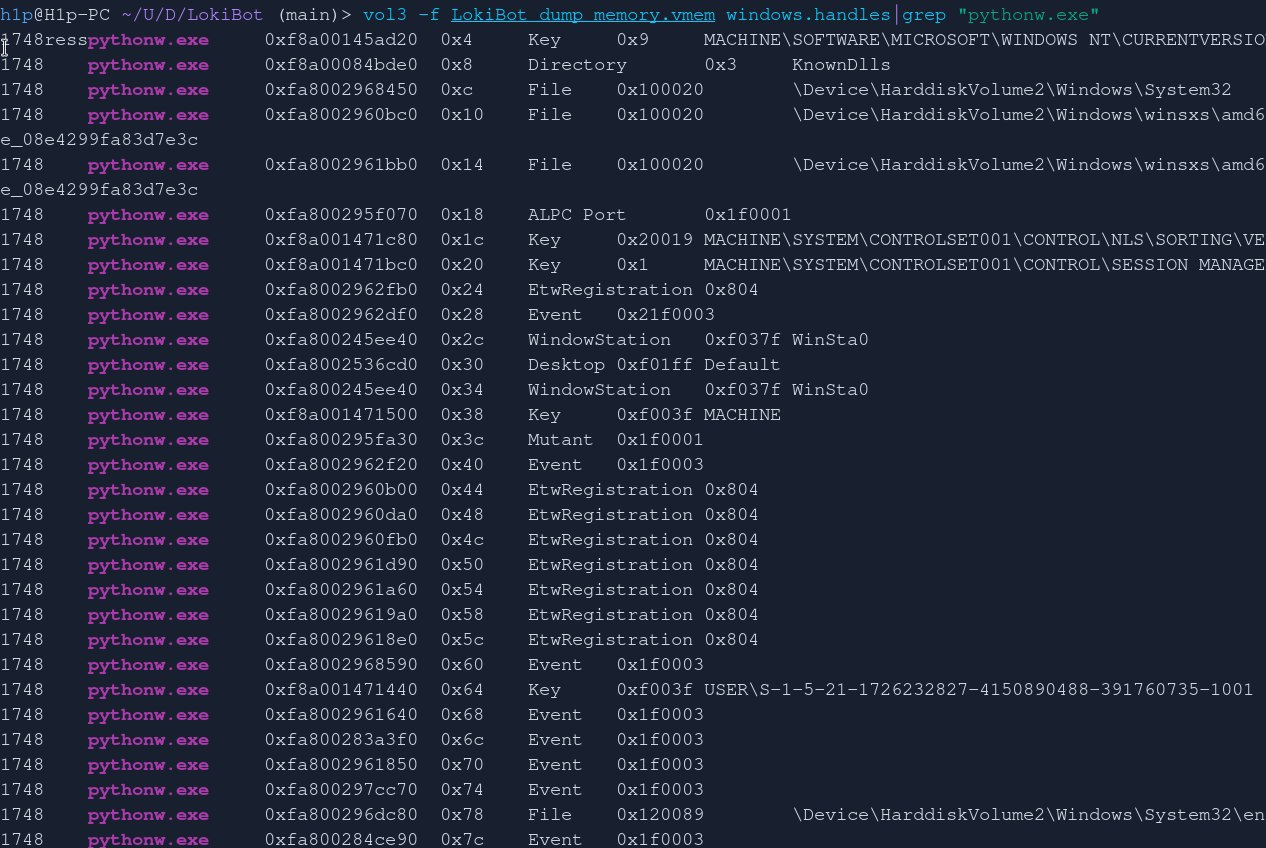 h1p@H1p-PC ~/U/D/LokiBot (main)> vol3 -f LokiBot_dump_memory.vmem windows.handles|grep "pythonw.exe"
1748resspythonw.exe 0xf8a00145ad20 0x4 Key 0x9 MACHINE\SOFTWARE\MICROSOFT\WINDOWS NT\CURRENTVERSIO
1748 pythonw.exe 0xf8a00084bde0 0x8 Directory 0x3 KnownDlls
1748 pythonw.exe 0xfa8002968450 0xc File 0x100020 \Device\HarddiskVolume2\Windows\System32
1748 pythonw.exe 0xfa8002960bc0 0x10 File 0x100020 \Device\HarddiskVolume2\Windows\winsxs\amd6
e_08e4299fa83d7e3c
1748 pythonw.exe 0xfa8002961bb0 0x14 File 0x100020 \Device\HarddiskVolume2\Windows\winsxs\amd6
e_08e4299fa83d7e3c
1748 pythonw.exe 0xfa800295f070 0x18 ALPC Port 0x1f0001
1748 pythonw.exe 0xf8a001471c80 0x1c Key 0x20019 MACHINE\SYSTEM\CONTROLSET001\CONTROL\NLS\SORTING\VE
1748 pythonw.exe 0xf8a001471bc0 0x20 Key 0x1 MACHINE\SYSTEM\CONTROLSET001\CONTROL\SESSION MANAGE
1748 pythonw.exe 0xfa8002962fb0 0x24 EtwRegistration 0x804
1748 pythonw.exe 0xfa8002962df0 0x28 Event 0x21f0003
1748 pythonw.exe 0xfa800245ee40 0x2c WindowStation 0xf037f WinSta0
1748 pythonw.exe 0xfa8002536cd0 0x30 Desktop 0xf01ff Default
1748 pythonw.exe 0xfa800245ee40 0x34 WindowStation 0xf037f WinSta0
1748 pythonw.exe 0xf8a001471500 0x38 Key 0xf003f MACHINE
1748 pythonw.exe 0xfa800295fa30 0x3c Mutant 0x1f0001
1748 pythonw.exe 0xfa8002962f20 0x40 Event 0x1f0003
1748 pythonw.exe 0xfa8002960b00 0x44 EtwRegistration 0x804
1748 pythonw.exe 0xfa8002960da0 0x48 EtwRegistration 0x804
1748 pythonw.exe 0xfa8002960fb0 0x4c EtwRegistration 0x804
1748 pythonw.exe 0xfa8002961d90 0x50 EtwRegistration 0x804
1748 pythonw.exe 0xfa8002961a60 0x54 EtwRegistration 0x804
1748 pythonw.exe 0xfa80029619a0 0x58 EtwRegistration 0x804
1748 pythonw.exe 0xfa80029618e0 0x5c EtwRegistration 0x804
1748 pythonw.exe 0xfa8002968590 0x60 Event 0x1f0003
1748 pythonw.exe 0xf8a001471440 0x64 Key 0xf003f USER\S-1-5-21-1726232827-4150890488-391760735-1001
1748 pythonw.exe 0xfa8002961640 0x68 Event 0x1f0003
1748 pythonw.exe 0xfa800283a3f0 0x6c Event 0x1f0003
1748 pythonw.exe 0xfa8002961850 0x70 Event 0x1f0003
1748 pythonw.exe 0xfa800297cc70 0x74 Event 0x1f0003
1748 pythonw.exe 0xfa800296dc80 0x78 File 0x120089 \Device\HarddiskVolume2\Windows\System32\en
1748 pythonw.exe 0xfa800284ce90 0x7c Event 0x1f0003